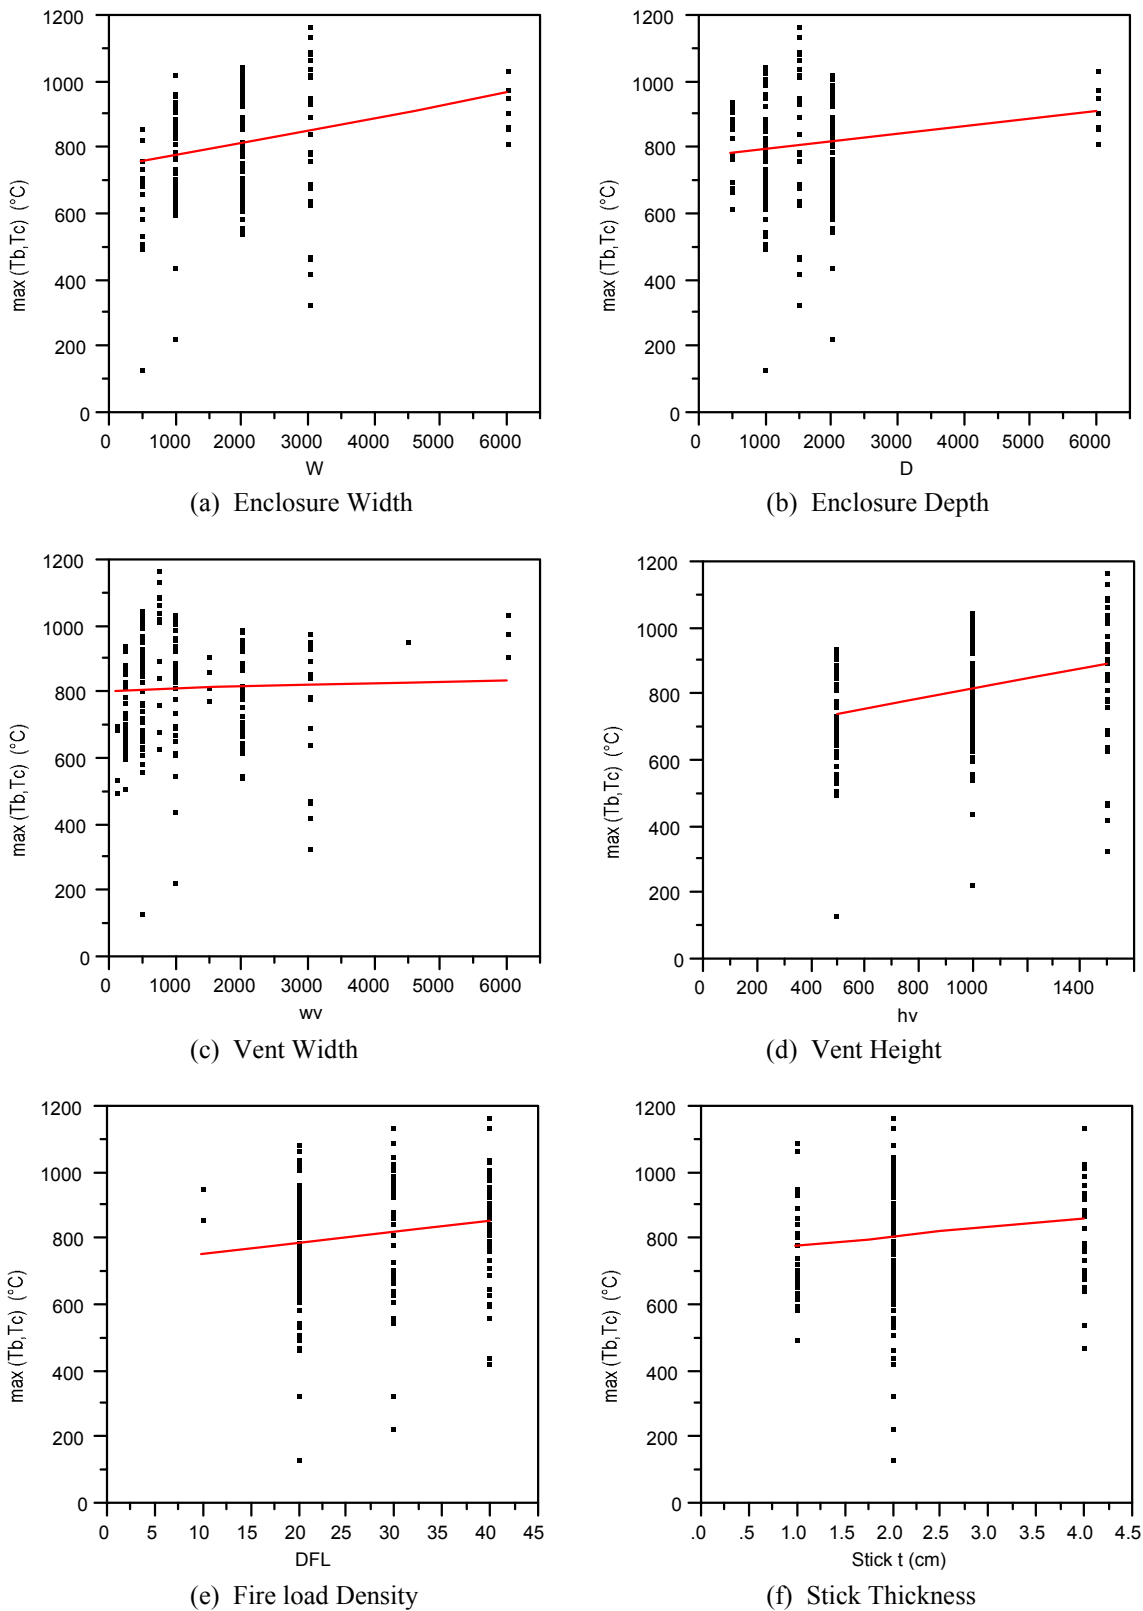 1200
1000
800
600
400
200
0
max (Tb,Tc) (°C)
0 1000 2000 3000 4000 5000 6000
W
(a) Enclosure Width
1200
1000
800
600
400
200
0
max (Tb,Tc) (°C)
0 1000 2000 3000 4000 5000 6000
D
(b) Enclosure Depth
1200
1000
800
600
400
200
0
max (Tb,Tc) (°C)
0 1000 2000 3000 4000 5000 6000
wv
(c) Vent Width
1200
1000
800
600
400
200
0
max (Tb,Tc) (°C)
0 200 400 600 800 1000 1400
hv
(d) Vent Height
1200
1000
800
600
400
200
0
max (Tb,Tc) (°C)
0 5 10 15 20 25 30 35 40 45
DFL
(e) Fire load Density
1200
1000
800
600
400
200
0
max (Tb,Tc) (°C)
.0 .5 1.0 1.5 2.0 2.5 3.0 3.5 4.0 4.5
Stick t (cm)
(f) Stick Thickness